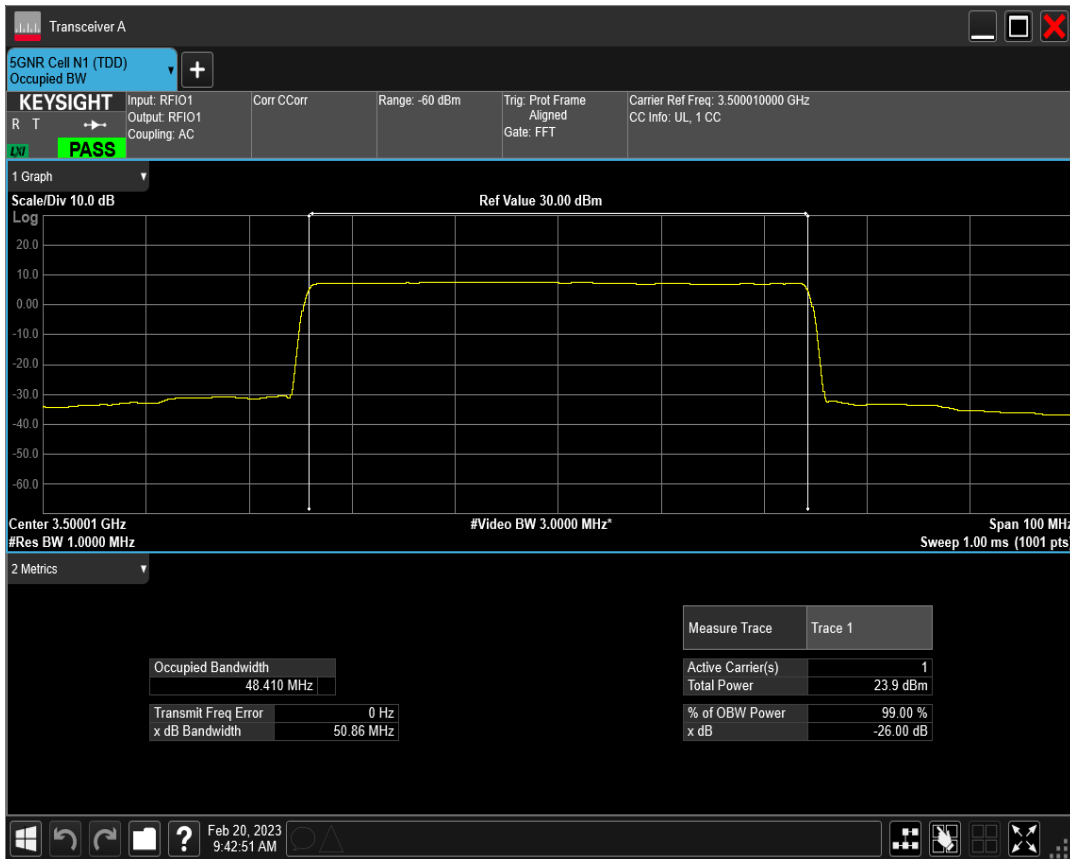 Transceiver A
5GNR Cell N1 (TDD)
Occupied BW
+
KEYSIGHT
R T
LXI
PASS
Input: RFIO1
Output: RFIO1
Coupling: AC
Corr CCorr
Range: -60 dBm
Trig: Prot Frame
Aligned
Gate: FFT
Carrier Ref Freq: 3.500010000 GHz
CC Info: UL, 1 CC
1 Graph
Scale/Div 10.0 dB
Ref Value 30.00 dBm
Log
20.0
10.0
0.00
-10.0
-20.0
-30.0
-40.0
-50.0
-60.0
Center 3.50001 GHz
#Video BW 3.0000 MHz*
Span 100 MHz
#Res BW 1.0000 MHz
Sweep 1.00 ms (1001 pts)
2 Metrics
Measure Trace Trace 1
Occupied Bandwidth
48.410 MHz
Transmit Freq Error 0 Hz
x dB Bandwidth 50.86 MHz
Active Carrier(s) 1
Total Power 23.9 dBm
% of OBW Power 99.00 %
x dB -26.00 dB
?
Feb 20, 2023
9:42:51 AM